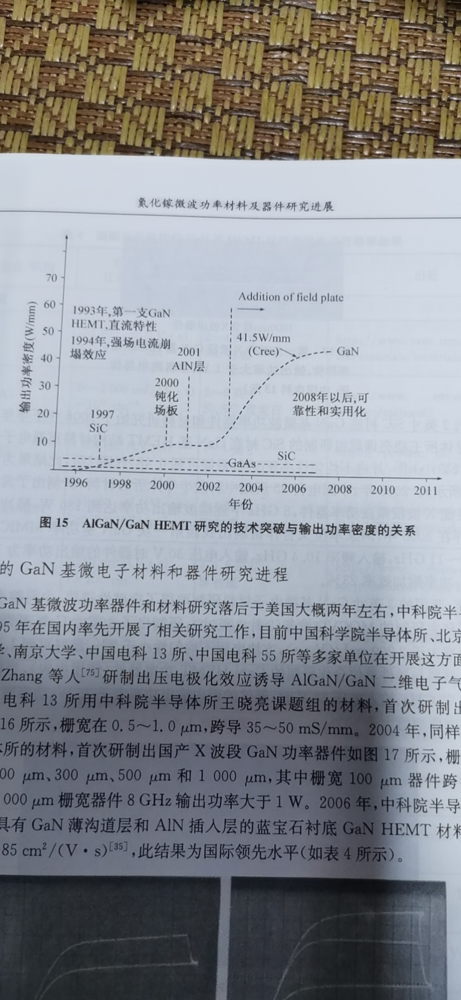 氮化镓微波功率材料及器件研究进展
70
60
50
40
30
20
10
输出功率密度(W/mm)
Addition of field plate
1993年,第一支GaN
HEMT,直流特性
1994年,强场电流崩
塌效应
41.5W/mm
(Cree)
GaN
2001
AlN层
2000
钝化
场板
2008年以后,可
靠性和实用化
1997
SiC
SiC
GaAs
1996 1998 2000 2002 2004 2006 2008 2010 2011
年份
图 15 AlGaN/GaN HEMT 研究的技术突破与输出功率密度的关系
的 GaN 基微电子材料和器件研究进程
GaN 基微波功率器件和材料研究落后于美国大概两年左右,中科院半
95 年在国内率先开展了相关研究工作,目前中国科学院半导体所、北京
、南京大学、中国电科 13 所、中国电科 55 所等多家单位在开展这方面
Zhang 等人[75]研制出压电极化效应诱导 AlGaN/GaN 二维电子气
电科 13 所用中科院半导体所王晓亮课题组的材料,首次研制出
16 所示,栅宽在 0.5～1.0 μm,跨导 35～50 mS/mm。2004 年,同样
所的材料,首次研制出国产 X 波段 GaN 功率器件如图 17 所示,栅
00 μm、300 μm、500 μm 和 1 000 μm,其中栅宽 100 μm 器件跨
000 μm 栅宽器件 8 GHz 输出功率大于 1 W。2006 年,中科院半导
具有 GaN 薄沟道层和 AlN 插入层的蓝宝石衬底 GaN HEMT 材料
85 cm²/(V·s)[35],此结果为国际领先水平(如表 4 所示)。